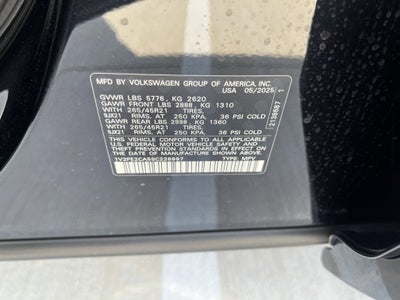 MFD. BY VOLKSWAGEN GROUP OF AMERICA, INC.
USA 05/2025
GVWR LBS 5776, KG 2620
GAWR FRONT LBS 2888, KG 1310
WITH 265/45R21 TIRES,
9JX21 RIMS, AT 250 KPA, 36 PSI COLD
GAWR REAR LBS 2998, KG 1360
WITH 265/45R21 TIRES,
9JX21 RIMS, AT 250 KPA, 36 PSI COLD
THIS VEHICLE CONFORMS TO ALL APPLICABLE
U.S. FEDERAL MOTOR VEHICLE SAFETY AND
THEFT PREVENTION STANDARDS IN EFFECT ON THE
DATE OF MANUFACTURE SHOWN ABOVE.
TYPE: MPV